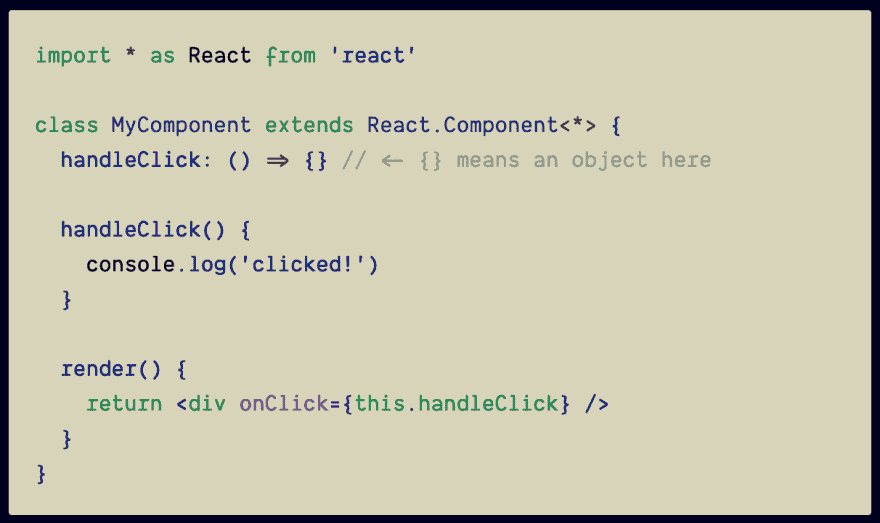 import * as React from 'react'
class MyComponent extends React.Component<*> {
handleClick: () => {} // <- {} means an object here
handleClick() {
console.log('clicked!')
}
render() {
return <div onClick={this.handleClick} />
}
}